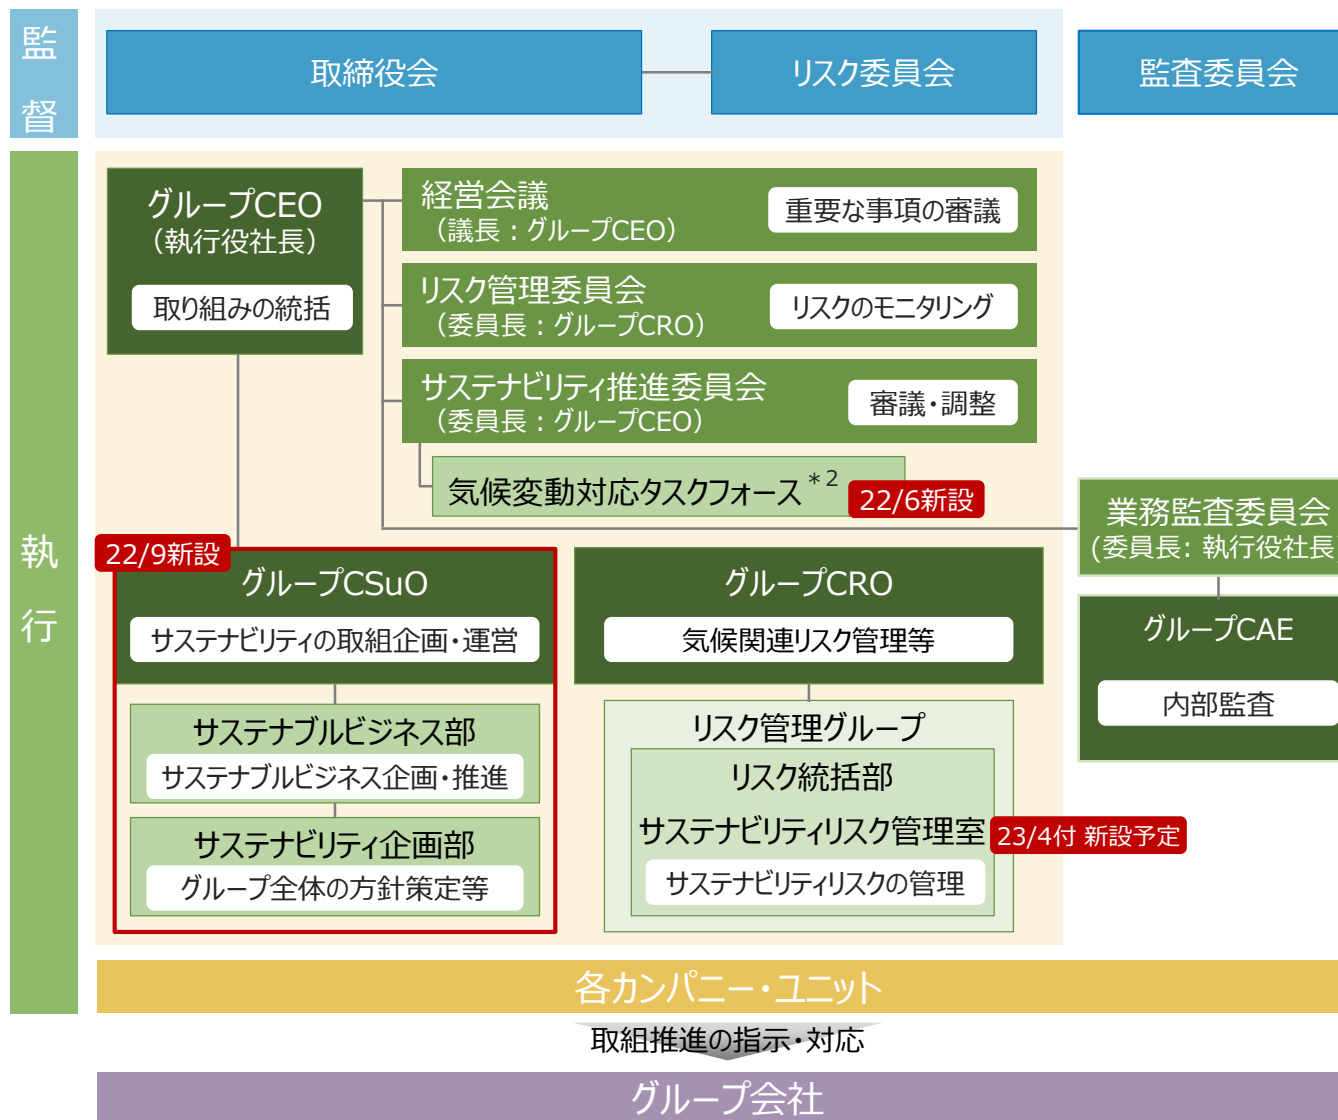 監督
取締役会
リスク委員会
監査委員会
執行
グループCEO
（執行役社長）
取り組みの統括
経営会議
（議長：グループCEO）
重要な事項の審議
リスク管理委員会
（委員長：グループCRO）
リスクのモニタリング
サステナビリティ推進委員会
（委員長：グループCEO）
審議・調整
気候変動対応タスクフォース＊2
22/6新設
業務監査委員会
(委員長: 執行役社長)
グループCAE
内部監査
22/9新設
グループCSuO
サステナビリティの取組企画・運営
サステナブルビジネス部
サステナブルビジネス企画・推進
サステナビリティ企画部
グループ全体の方針策定等
グループCRO
気候関連リスク管理等
リスク管理グループ
リスク統括部
サステナビリティリスク管理室
23/4付 新設予定
サステナビリティリスクの管理
各カンパニー・ユニット
取組推進の指示・対応
グループ会社